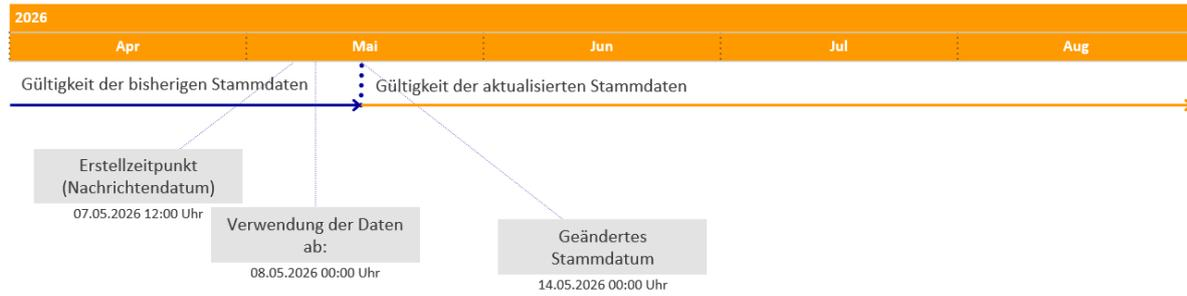 2026
Apr Mai Jun Jul Aug
Gültigkeit der bisherigen Stammdaten
Gültigkeit der aktualisierten Stammdaten
Erstellzeitpunkt
(Nachrichtendatum)
07.05.2026 12:00 Uhr
Verwendung der Daten
ab:
08.05.2026 00:00 Uhr
Geändertes
Stammdatum
14.05.2026 00:00 Uhr